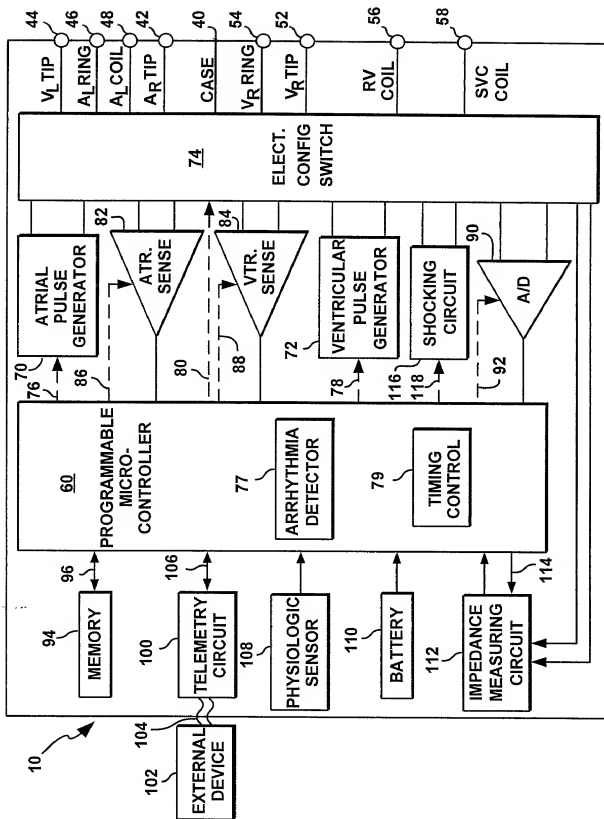 44
46
48
42
40
54
52
56
58
VL TIP
AL RING
AL COIL
AR TIP
CASE
VR RING
VR TIP
RV
COIL
SVC
COIL
74
ELECT.
CONFIG
SWITCH
82
84
90
ATRIAL
PULSE
GENERATOR
ATR.
SENSE
VTR.
SENSE
VENTRICULAR
PULSE
GENERATOR
SHOCKING
CIRCUIT
A/D
70
72
116
76
86
80
88
78
118
92
60
PROGRAMMABLE
MICRO-
CONTROLLER
77
ARRHYTHMIA
DETECTOR
79
TIMING
CONTROL
96
106
114
94
MEMORY
100
TELEMETRY
CIRCUIT
108
PHYSIOLOGIC
SENSOR
110
BATTERY
112
IMPEDANCE
MEASURING
CIRCUIT
10
104
102
EXTERNAL
DEVICE